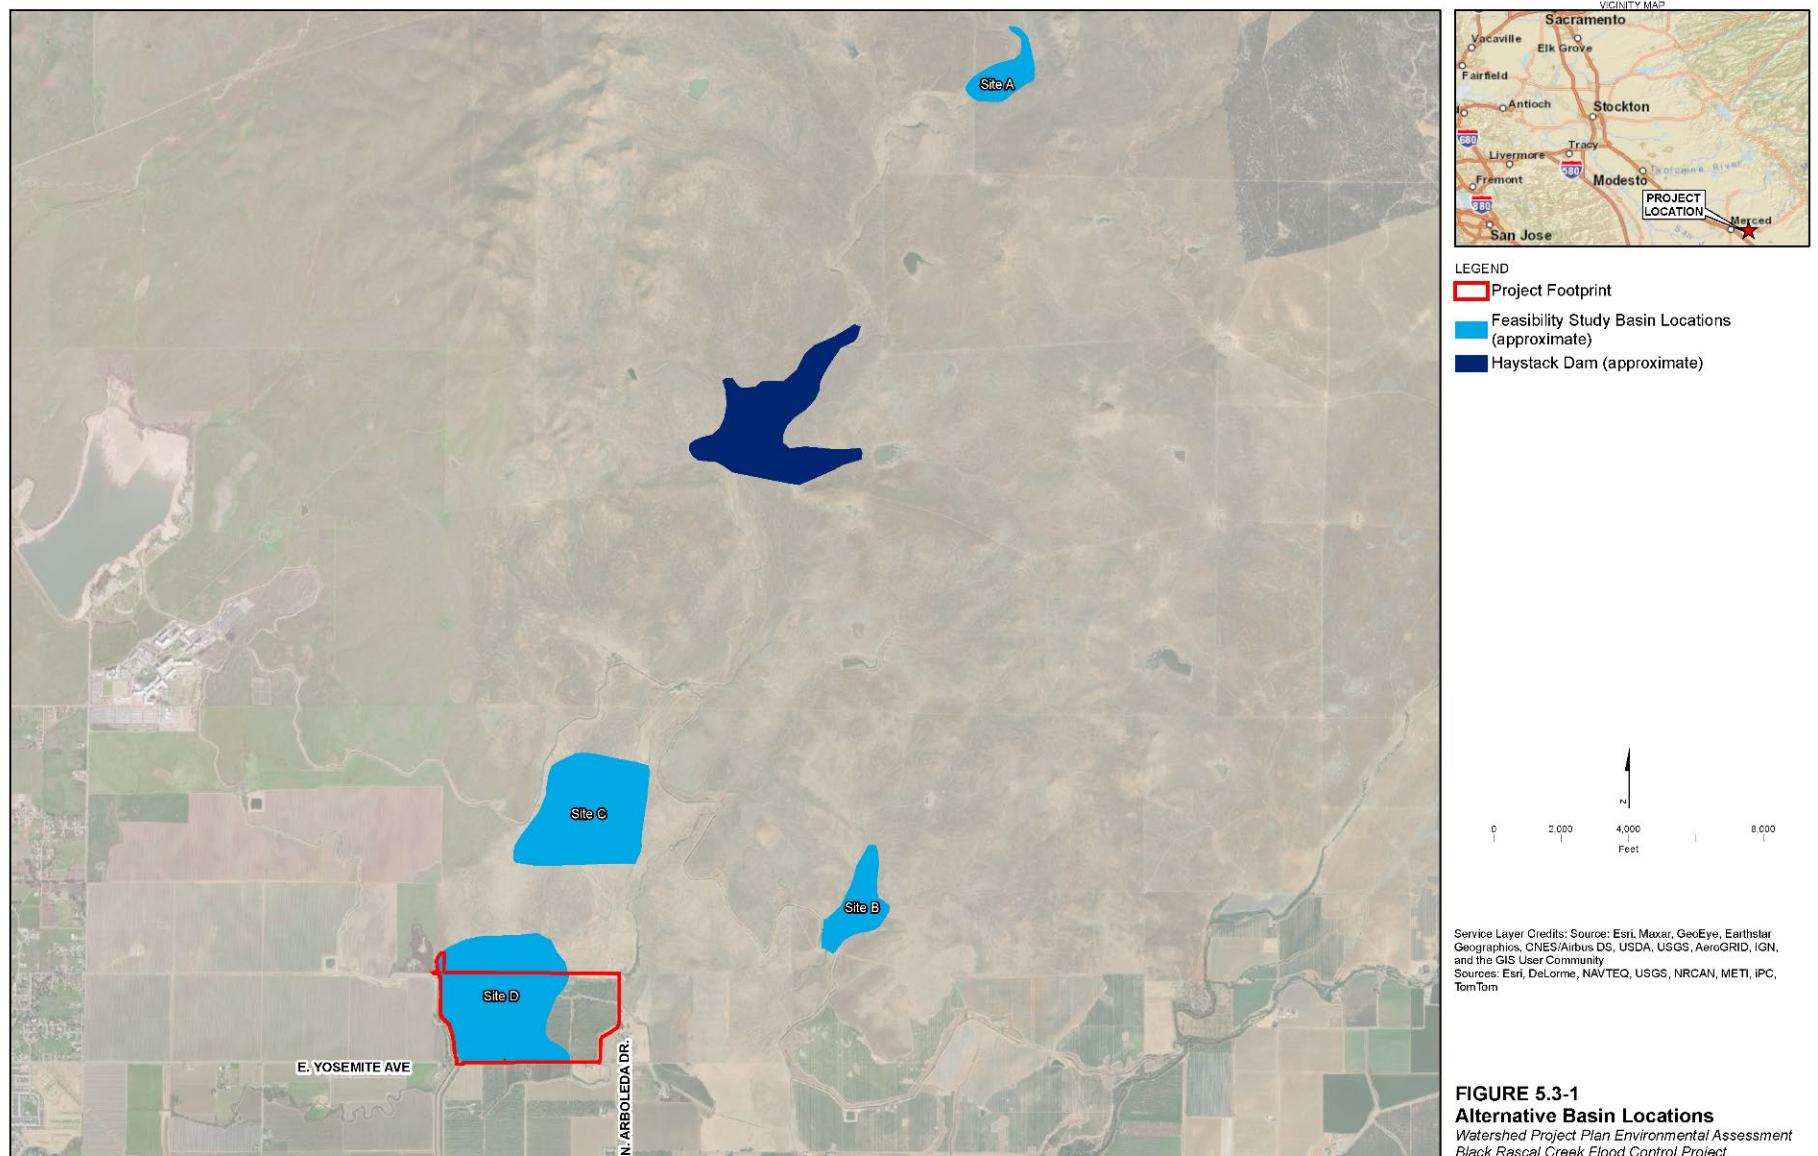 VICINITY MAP
Sacramento
Vacaville
Elk Grove
Fairfield
Antioch
Stockton
680
Livermore
Tracy
580
Fremont
Modesto
Tuolumne River
880
PROJECT
LOCATION
Merced
San
San Jose
LEGEND
Project Footprint
Feasibility Study Basin Locations
(approximate)
Haystack Dam (approximate)
Site A
Site C
Site B
Site D
E. YOSEMITE AVE
N. ARBOLEDA DR.
N
0 2,000 4,000 8,000
Feet
Service Layer Credits: Source: Esri, Maxar, GeoEye, Earthstar
Geographics, CNES/Airbus DS, USDA, USGS, AeroGRID, IGN,
and the GIS User Community
Sources: Esri, DeLorme, NAVTEQ, USGS, NRCAN, METI, iPC,
TomTom
FIGURE 5.3-1
Alternative Basin Locations
Watershed Project Plan Environmental Assessment
Black Rascal Creek Flood Control Project